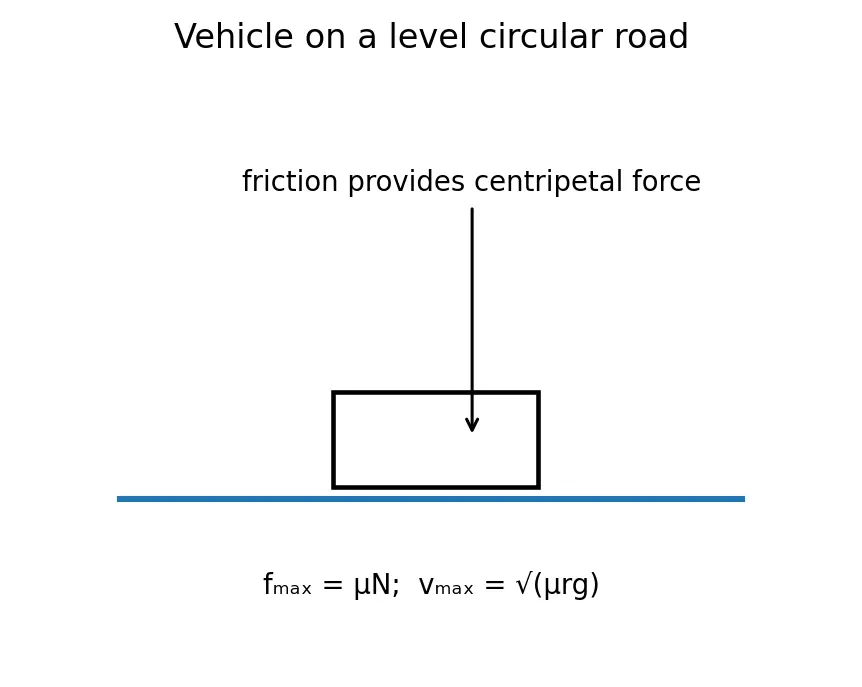 Vehicle on a level circular road
friction provides centripetal force
fₘₐₓ = μN;  vₘₐₓ = √(μrg)